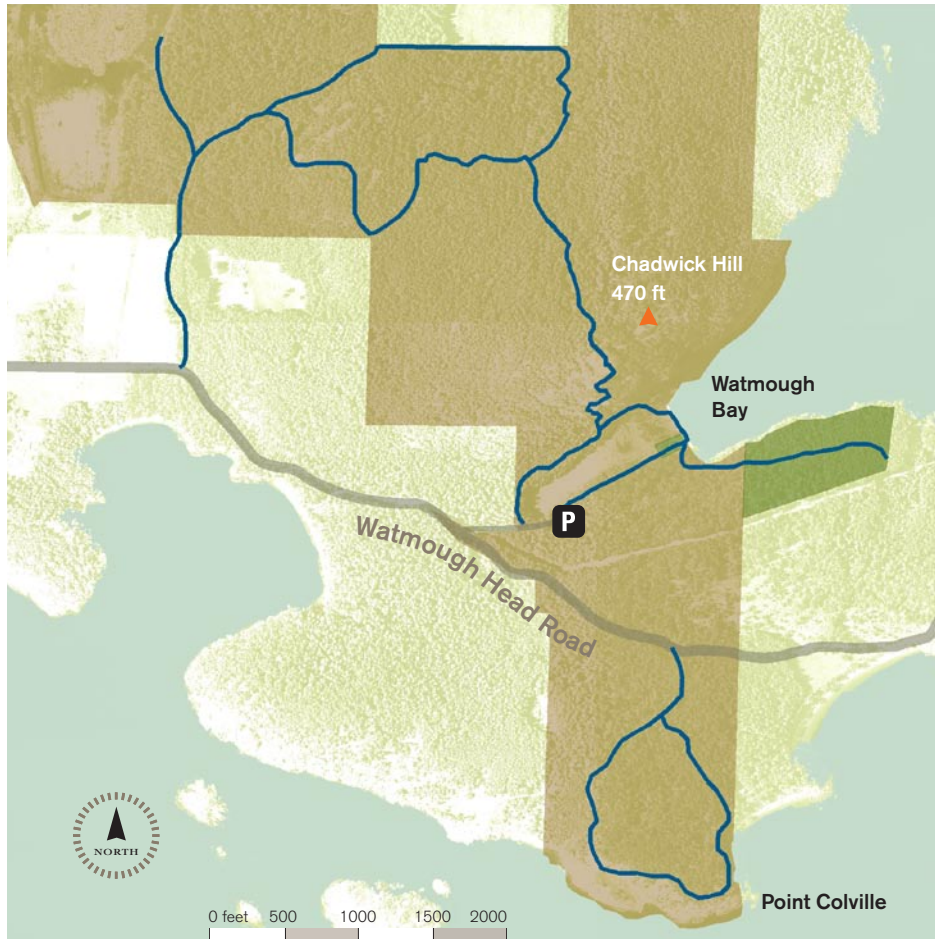 Chadwick Hill
470 ft
Watmough
Bay
P
Watmough Head Road
NORTH
Point Colville
0 feet 500 1000 1500 2000